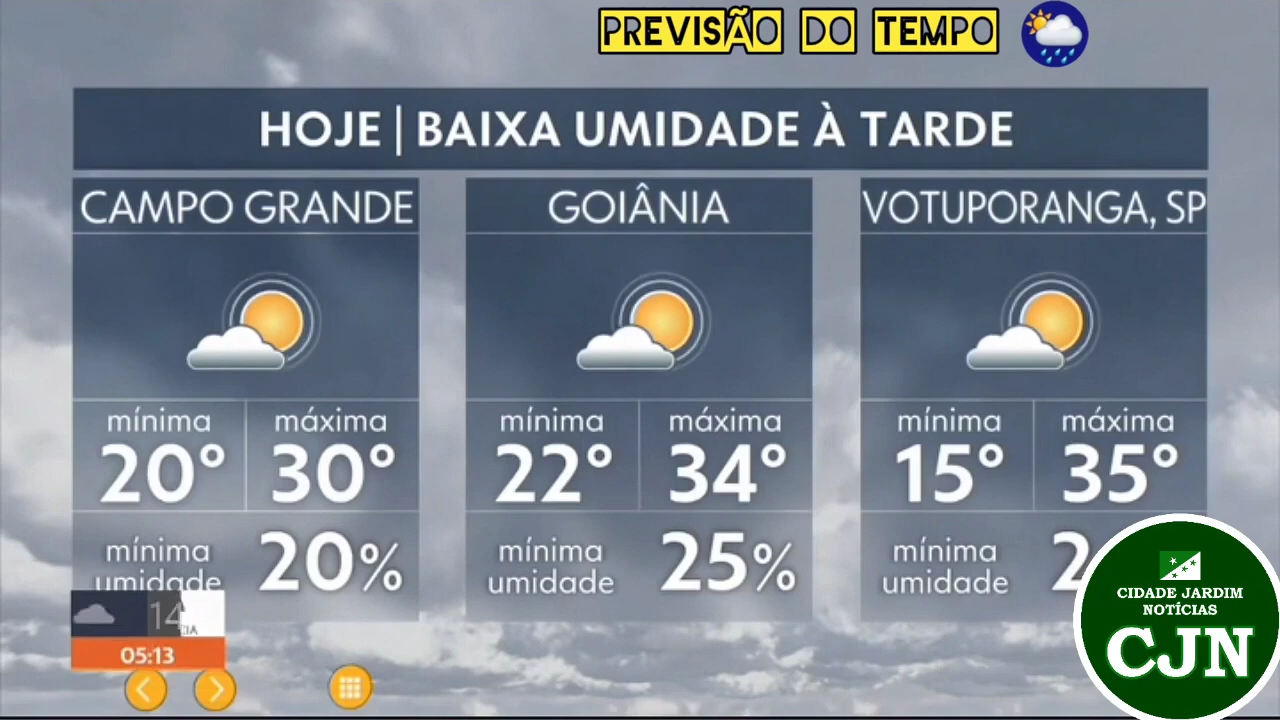 PREVISÃO DO TEMPO
HOJE | BAIXA UMIDADE À TARDE
CAMPO GRANDE
mínima
20°
máxima
30°
mínima
umidade
20%
GOIÂNIA
mínima
22°
máxima
34°
mínima
umidade
25%
VOTUPORANGA, SP
mínima
15°
máxima
35°
mínima
umidade
14
05:13
CIDADE JARDIM
NOTÍCIAS
CJN